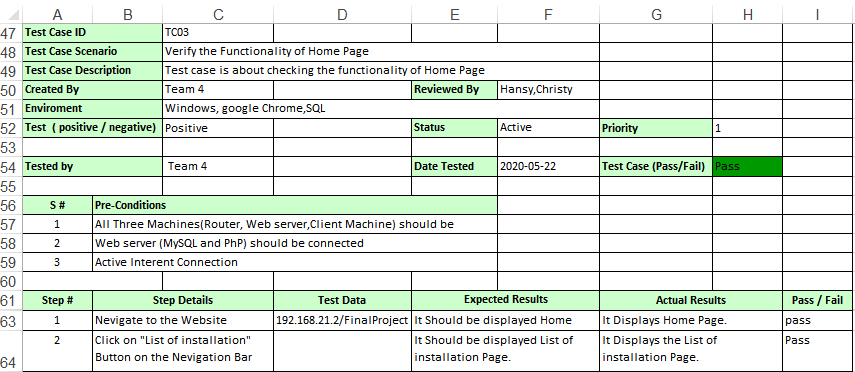 A B C D E F G H I
47 Test Case ID TC03
48 Test Case Scenario Verify the Functionality of Home Page
49 Test Case Description Test case is about checking the functionality of Home Page
50 Created By Team 4 Reviewed By Hansy,Christy
51 Enviroment Windows, google Chrome,SQL
52 Test ( positive / negative) Positive Status Active Priority 1
53
54 Tested by Team 4 Date Tested 2020-05-22 Test Case (Pass/Fail) Pass
55
56 S # Pre-Conditions
57 1 All Three Machines(Router, Web server,Client Machine) should be
58 2 Web server (MySQL and PhP) should be connected
59 3 Active Interent Connection
60
61 Step # Step Details Test Data Expected Results Actual Results Pass / Fail
63 1 Nevigate to the Website 192.168.21.2/FinalProject It Should be displayed Home It Displays Home Page. pass
2 Click on "List of installation" It Should be displayed List of It Displays the List of Pass
64 Button on the Nevigation Bar installation Page. installation Page.